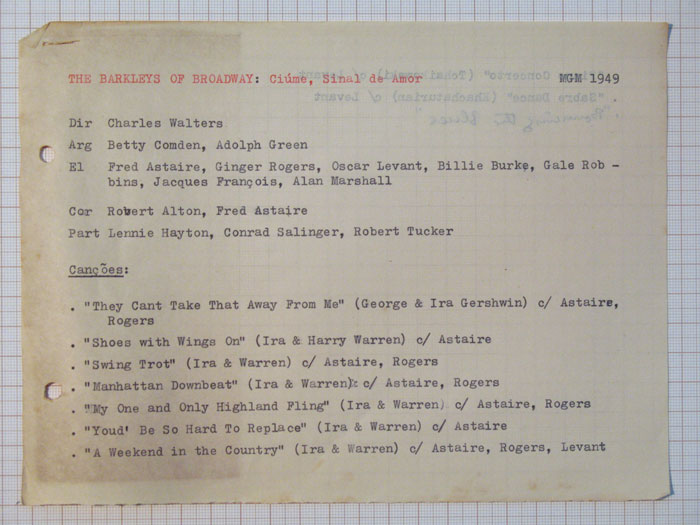 THE BARKLEYS OF BROADWAY: Ciúme, Sinal de Amor MGM 1949
Dir Charles Walters
Arg Betty Comden, Adolph Green
El Fred Astaire, Ginger Rogers, Oscar Levant, Billie Burke, Gale Rob -
bins, Jacques François, Alan Marshall
Cor Robert Alton, Fred Astaire
Part Lennie Hayton, Conrad Salinger, Robert Tucker
Canções:
. "They Cant Take That Away From Me" (George & Ira Gershwin) c/ Astaire,
Rogers
. "Shoes with Wings On" (Ira & Harry Warren) c/ Astaire
. "Swing Trot" (Ira & Warren) c/ Astaire, Rogers
. "Manhattan Downbeat" (Ira & Warren) c/ Astaire, Rogers
. "My One and Only Highland Fling" (Ira & Warren) c/ Astaire, Rogers
. "Youd' Be So Hard To Replace" (Ira & Warren) c/ Astaire
. "A Weekend in the Country" (Ira & Warren) c/ Astaire, Rogers, Levant